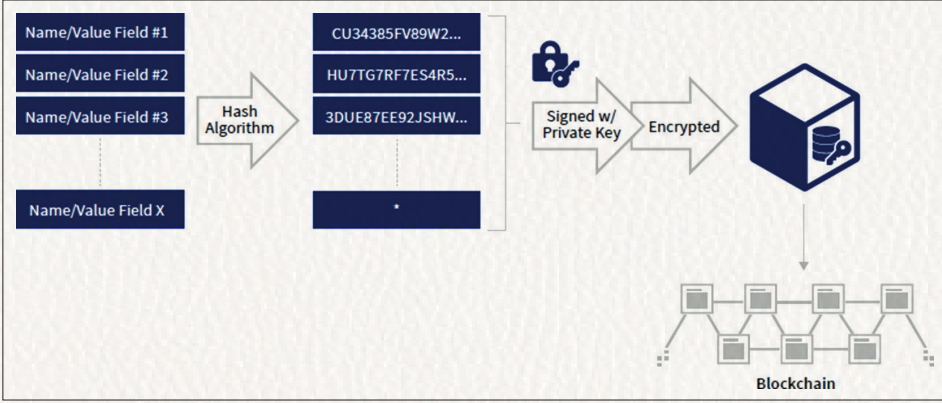 Name/Value Field #1
Name/Value Field #2
Name/Value Field #3
Name/Value Field X
Hash
Algorithm
CU34385FV89W2...
HU7TG7RF7ES4R5...
3DUE87EE92JSHW...
*
Signed w/
Private Key
Encrypted
Blockchain